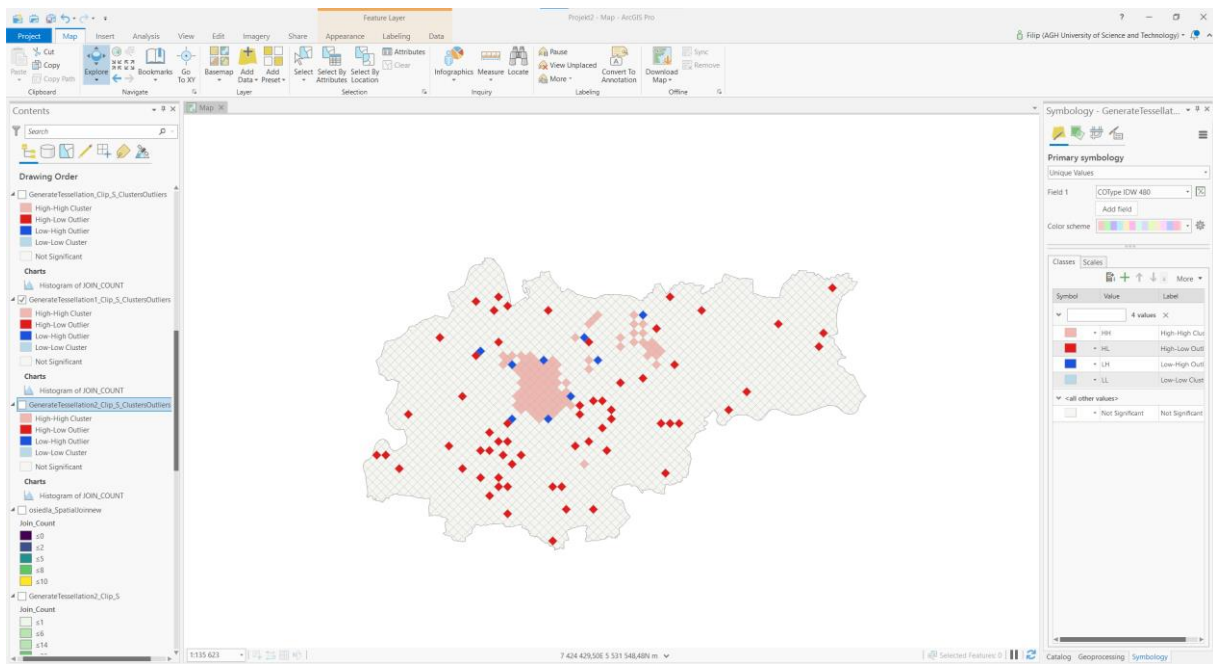 Feature Layer
Projekt2 - Map - ArcGIS Pro
?
Project Map Insert Analysis View Edit Imagery Share Appearance Labeling Data
Filip (AGH University of Science and Technology)
Paste
Cut
Copy
Copy Path
Clipboard
Explore
Bookmarks
Go To XY
Navigate
Basemap
Add Data
Add Preset
Layer
Select
Select By Attributes
Select By Location
Attributes
Clear
Selection
Infographics
Measure
Locate
Inquiry
Pause
View Unplaced
More
Convert To Annotation
Labeling
Download Map
Sync
Remove
Offline
Contents
Search
Drawing Order
GenerateTessellation_Clip_S_ClustersOutliers
High-High Cluster
High-Low Outlier
Low-High Outlier
Low-Low Cluster
Not Significant
Charts
Histogram of JOIN_COUNT
GenerateTessellation1_Clip_S_ClustersOutliers
High-High Cluster
High-Low Outlier
Low-High Outlier
Low-Low Cluster
Not Significant
Charts
Histogram of JOIN_COUNT
GenerateTessellation2_Clip_S_ClustersOutliers
High-High Cluster
High-Low Outlier
Low-High Outlier
Low-Low Cluster
Not Significant
Charts
Histogram of JOIN_COUNT
osiedla_SpatialJoinnew
Join_Count
≤0
≤2
≤5
≤8
≤10
GenerateTessellation2_Clip_S
Join_Count
≤1
≤6
≤14
Map
1:135 623
7 424 429,50E 5 531 548,48N m
Selected Features: 0
Symbology - GenerateTessellat...
Primary symbology
Unique Values
Field 1 COType IDW 480
Add field
Color scheme
Classes Scales
More
Symbol Value Label
4 values
HH High-High Clus
HL High-Low Outl
LH Low-High Outl
LL Low-Low Clust
<all other values>
Not Significant Not Significant
Catalog Geoprocessing Symbology